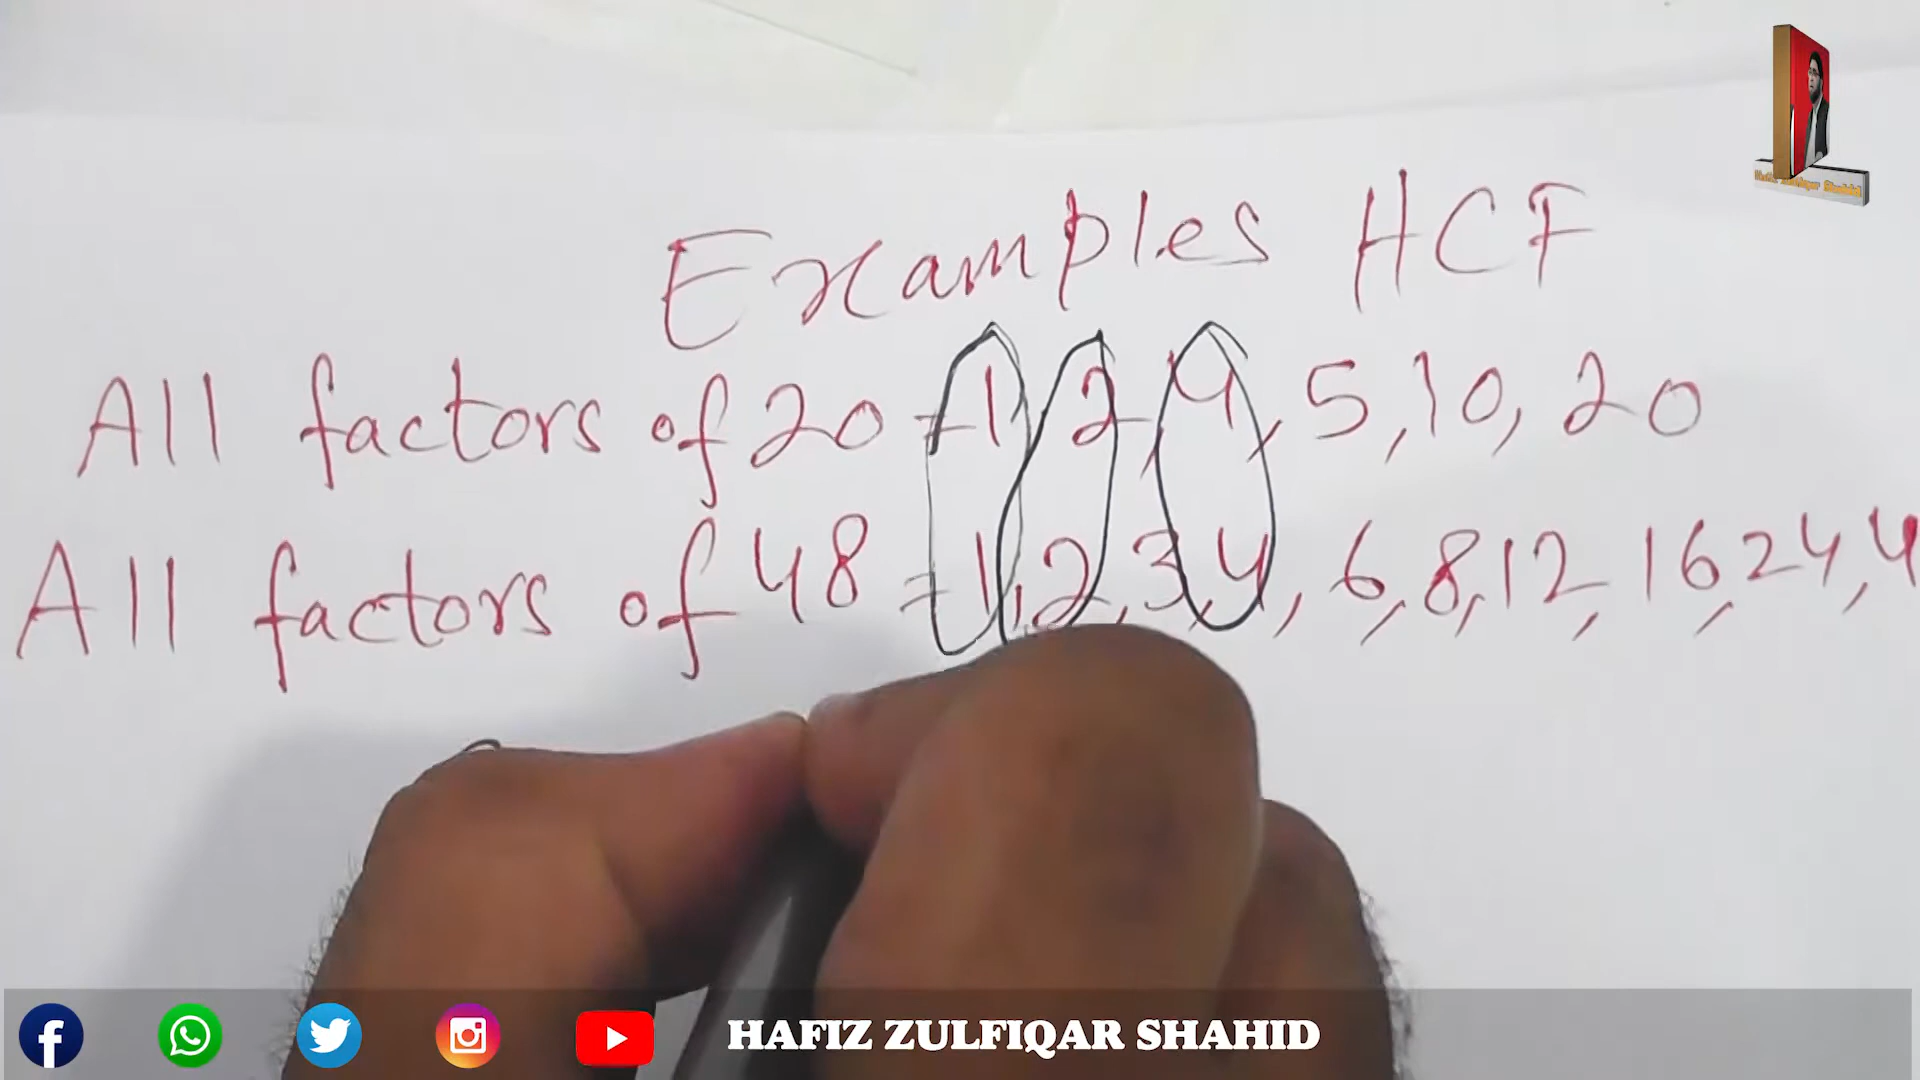 Examples HCF
All factors of 20 = 1, 2, 4, 5, 10, 20
All factors of 48 = 1, 2, 3, 4, 6, 8, 12, 16, 24, 4
HAFIZ ZULFIQAR SHAHID